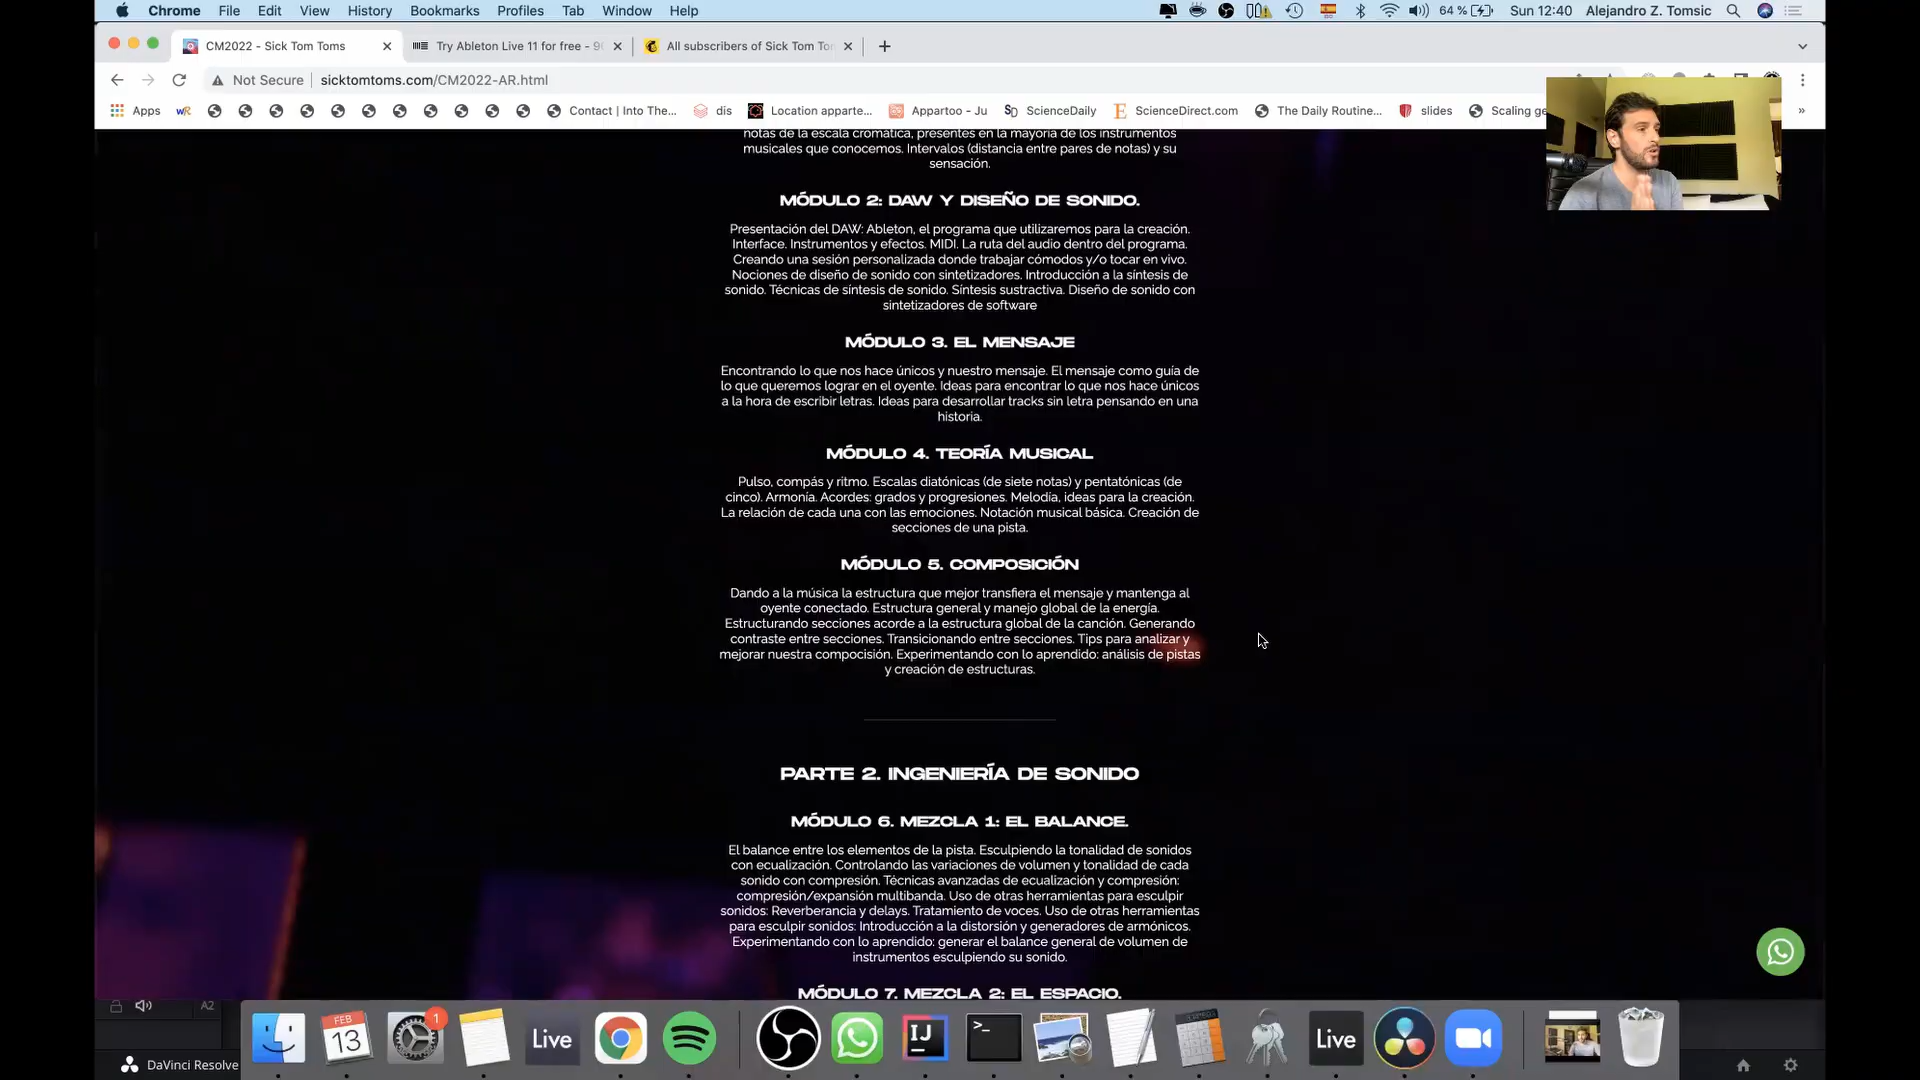 Chrome File Edit View History Bookmarks Profiles Tab Window Help 64 % Sun 12:40 Alejandro Z. Tomsic
CM2022 - Sick Tom Toms
Try Ableton Live 11 for free - 9
All subscribers of Sick Tom To
Not Secure sicktomtoms.com/CM2022-AR.html
Apps wR Contact | Into The... dis Location apparte... Appartoo - Ju SD ScienceDaily E ScienceDirect.com The Daily Routine... slides Scaling ge »
notas de la escala cromática, presentes en la mayoría de los instrumentos
musicales que conocemos. Intervalos (distancia entre pares de notas) y su
sensación.
MÓDULO 2: DAW Y DISEÑO DE SONIDO.
Presentación del DAW: Ableton, el programa que utilizaremos para la creación.
Interface. Instrumentos y efectos. MIDI. La ruta del audio dentro del programa.
Creando una sesión personalizada donde trabajar cómodos y/o tocar en vivo.
Nociones de diseño de sonido con sintetizadores. Introducción a la síntesis de
sonido. Técnicas de síntesis de sonido. Síntesis sustractiva. Diseño de sonido con
sintetizadores de software
MÓDULO 3. EL MENSAJE
Encontrando lo que nos hace únicos y nuestro mensaje. El mensaje como guía de
lo que queremos lograr en el oyente. Ideas para encontrar lo que nos hace únicos
a la hora de escribir letras. Ideas para desarrollar tracks sin letra pensando en una
historia.
MÓDULO 4. TEORÍA MUSICAL
Pulso, compás y ritmo. Escalas diatónicas (de siete notas) y pentatónicas (de
cinco). Armonía. Acordes: grados y progresiones. Melodía, ideas para la creación.
La relación de cada una con las emociones. Notación musical básica. Creación de
secciones de una pista.
MÓDULO 5. COMPOSICIÓN
Dando a la música la estructura que mejor transfiera el mensaje y mantenga al
oyente conectado. Estructura general y manejo global de la energía.
Estructurando secciones acorde a la estructura global de la canción. Generando
contraste entre secciones. Transicionando entre secciones. Tips para analizar y
mejorar nuestra compocisión. Experimentando con lo aprendido: análisis de pistas
y creación de estructuras.
PARTE 2. INGENIERÍA DE SONIDO
MÓDULO 6. MEZCLA 1: EL BALANCE.
El balance entre los elementos de la pista. Esculpiendo la tonalidad de sonidos
con ecualización. Controlando las variaciones de volumen y tonalidad de cada
sonido con compresión. Técnicas avanzadas de ecualización y compresión:
compresión/expansión multibanda. Uso de otras herramientas para esculpir
sonidos: Reverberancia y delays. Tratamiento de voces. Uso de otras herramientas
para esculpir sonidos: Introducción a la distorsión y generadores de armónicos.
Experimentando con lo aprendido: generar el balance general de volumen de
instrumentos esculpiendo su sonido.
MÓDULO 7. MEZCLA 2: EL ESPACIO.
A2
FEB
13
1
Live
IJ
>_
Live
DaVinci Resolve